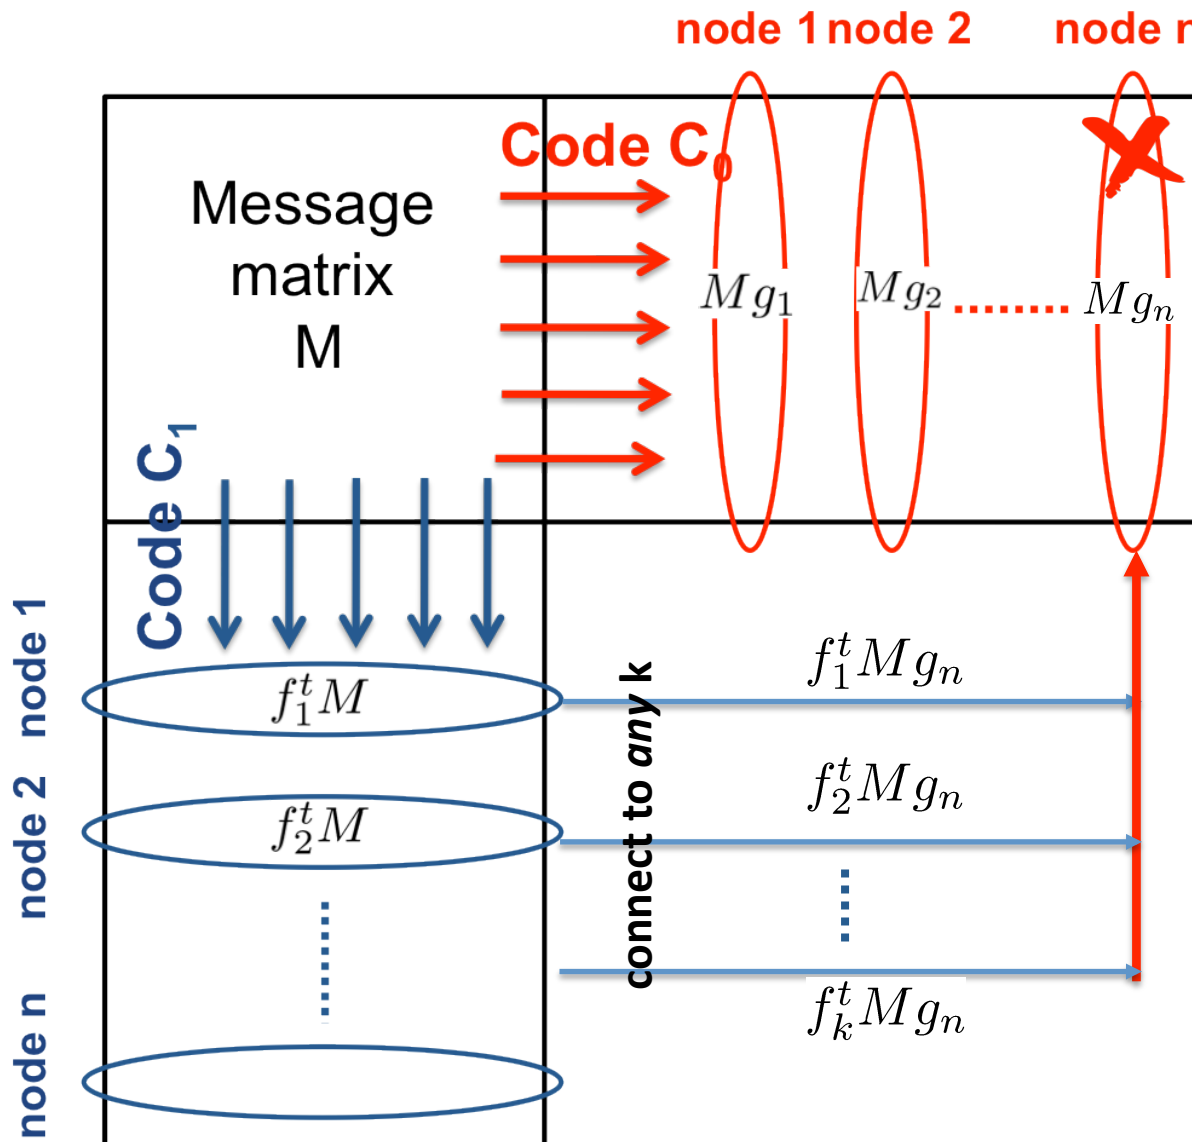 node 1 node 2 node n
Code C₀
Message
matrix
M
Mg₁ Mg₂ Mgₙ
Code C₁
node 1
f₁ᵗM
connect to any k
f₁ᵗMgₙ
node 2
f₂ᵗM
f₂ᵗMgₙ
node n
fₖᵗMgₙ